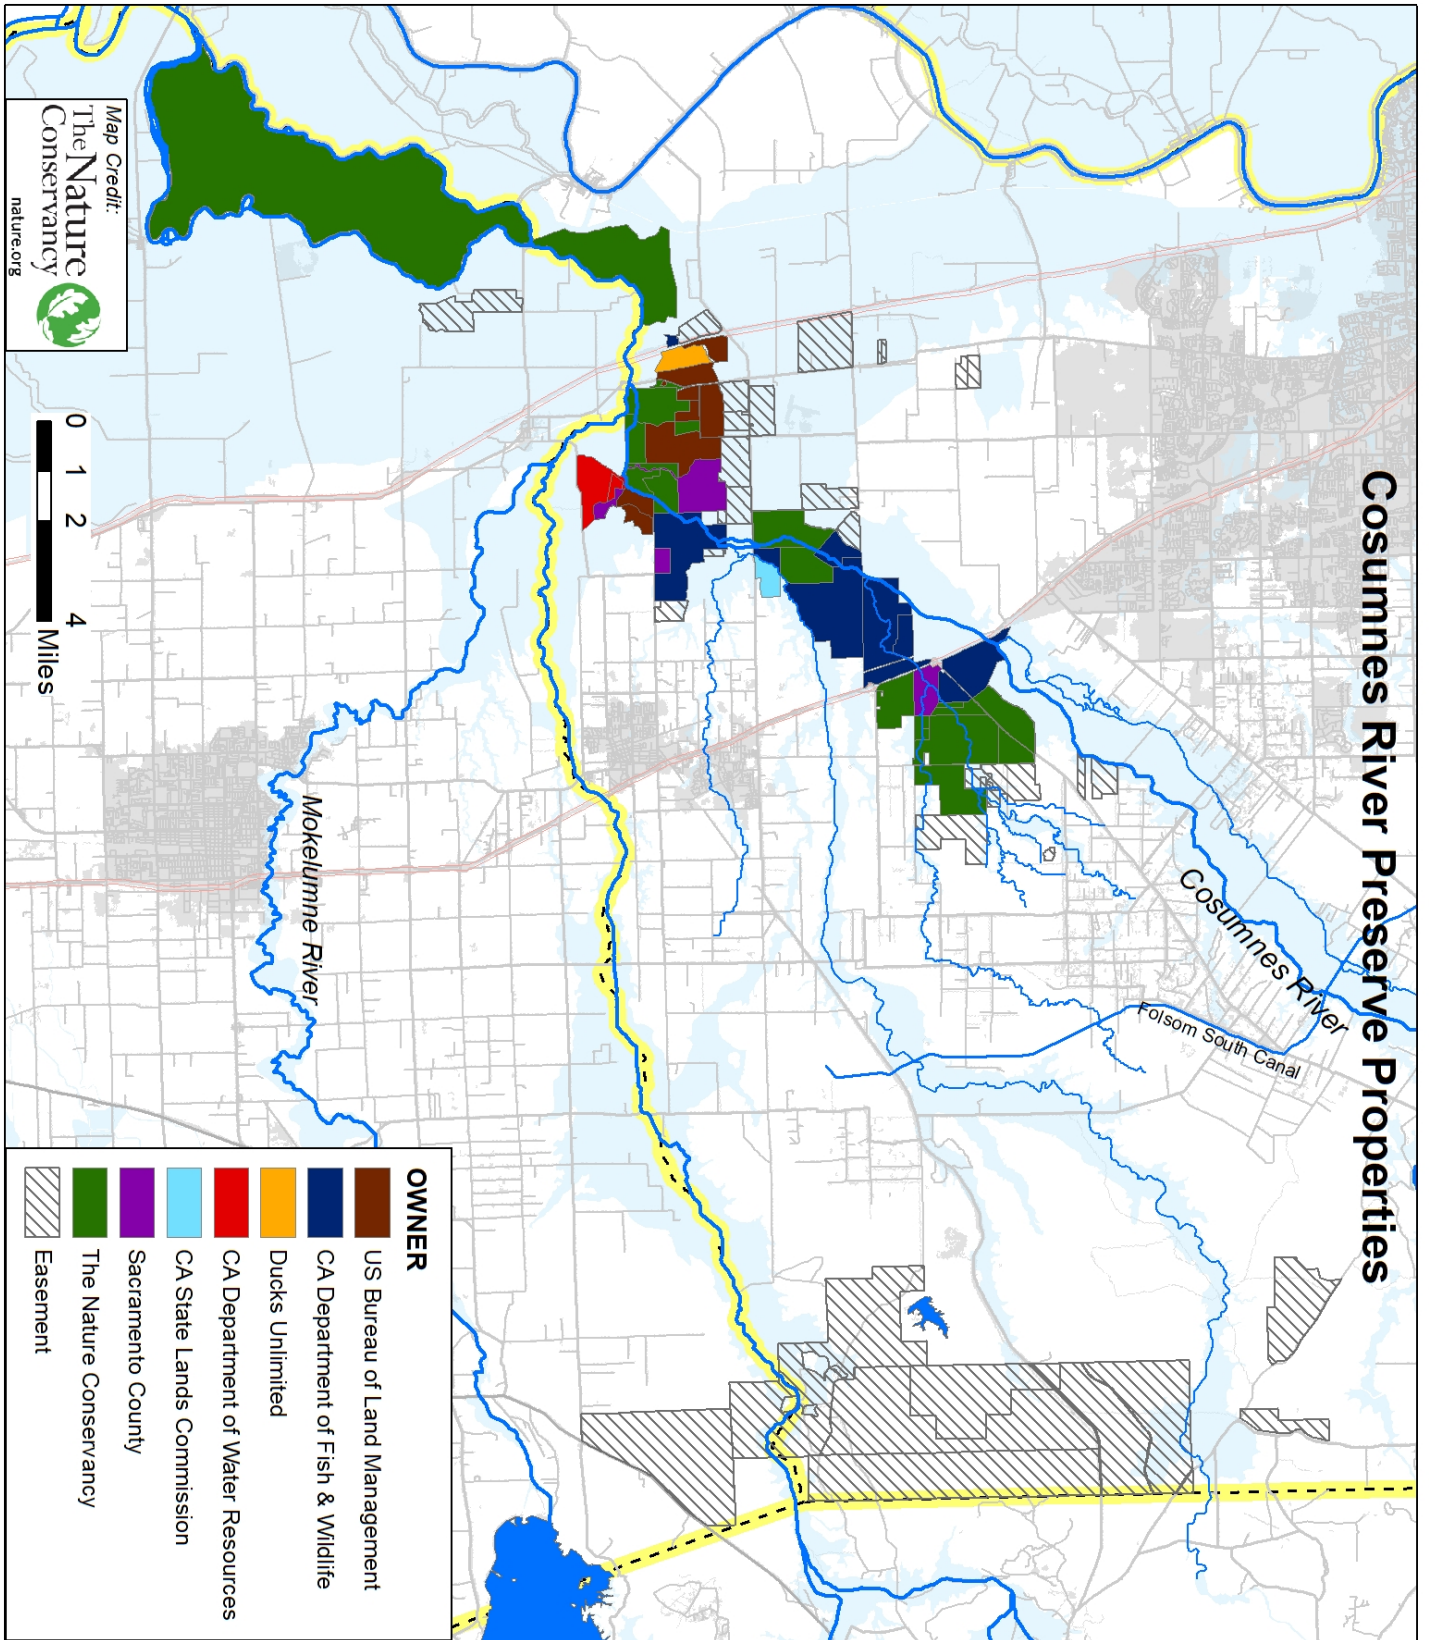 Cosumnes River Preserve Properties
Cosumnes River
Folsom South Canal
Mokelumne River
Map Credit:
The Nature
Conservancy
nature.org
0 1 2 4
Miles
OWNER
US Bureau of Land Management
CA Department of Fish & Wildlife
Ducks Unlimited
CA Department of Water Resources
CA State Lands Commission
Sacramento County
The Nature Conservancy
Easement